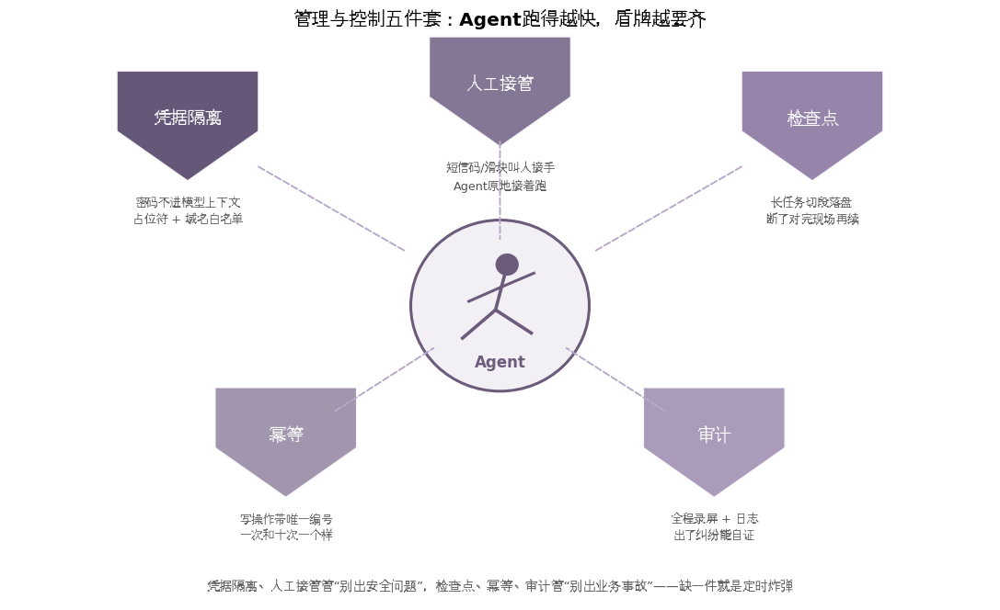 管理与控制五件套：Agent跑得越快，盾牌越要齐
人工接管
凭据隔离
检查点
短信码/滑块叫人接手
Agent原地接着跑
密码不进模型上下文
占位符 + 域名白名单
长任务切段落盘
断了对完现场再续
Agent
幂等
审计
写操作带唯一编号
一次和十次一个样
全程录屏 + 日志
出了纠纷能自证
凭据隔离、人工接管管“别出安全问题”，检查点、幂等、审计管“别出业务事故”——缺一件就是定时炸弹